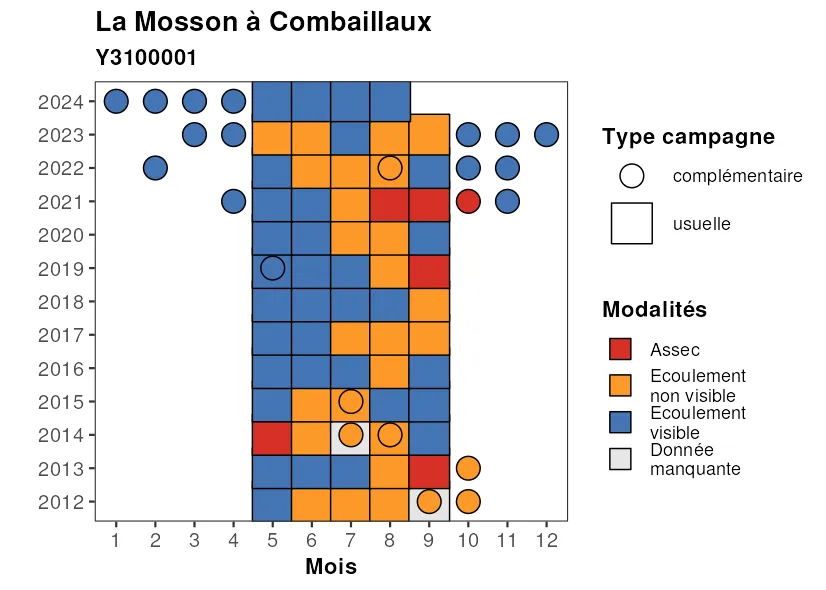 La Mosson à Combaillaux
Y3100001
2024
2023
2022
2021
2020
2019
2018
2017
2016
2015
2014
2013
2012
1 2 3 4 5 6 7 8 9 10 11 12
Mois
Type campagne
complémentaire
usuelle
Modalités
Assec
Ecoulement
non visible
Ecoulement
visible
Donnée
manquante